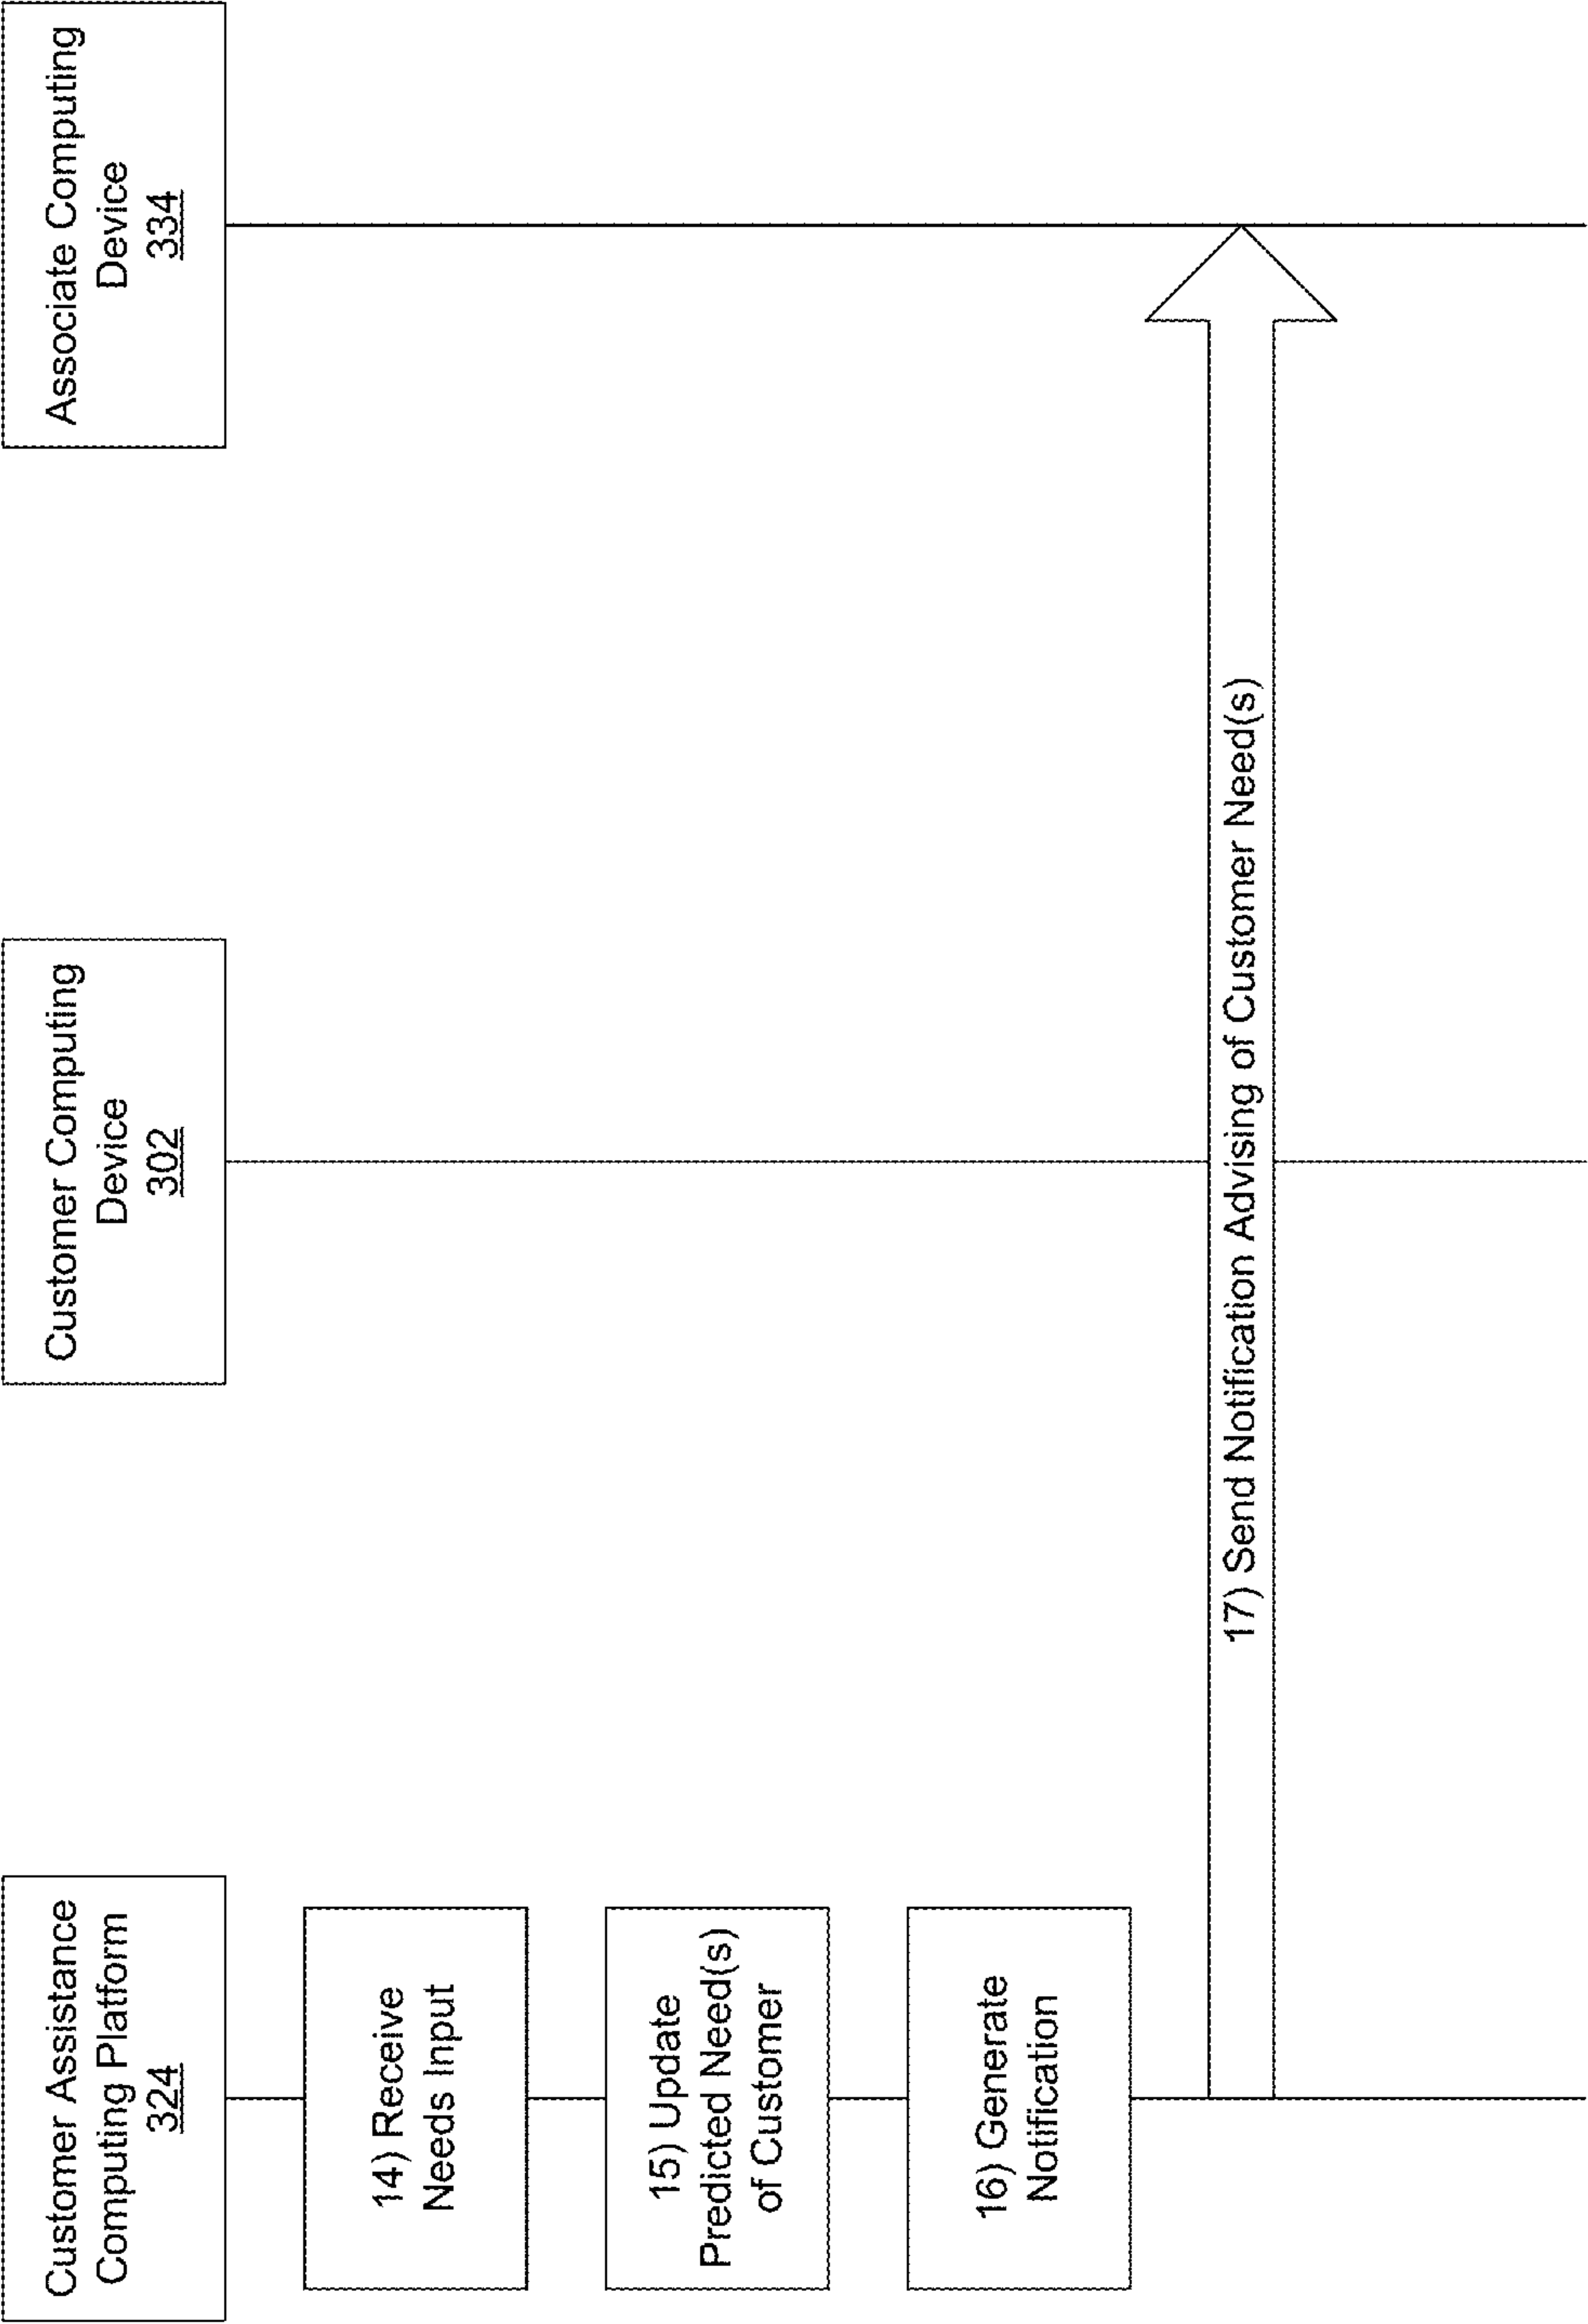 Customer Assistance
Computing Platform
324
Customer Computing
Device
302
Associate Computing
Device
334
14) Receive
Needs Input
15) Update
Predicted Need(s)
of Customer
16) Generate
Notification
17) Send Notification Advising of Customer Need(s)